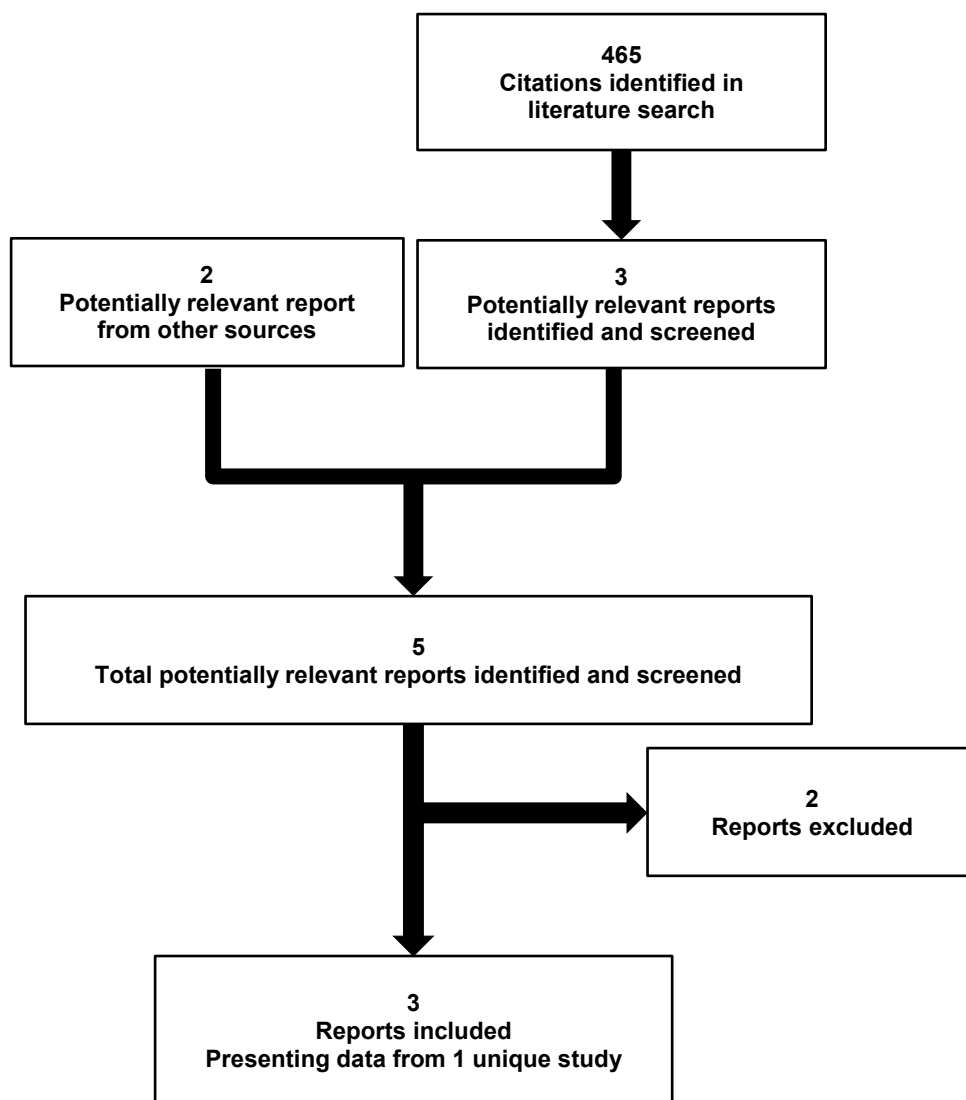 465
Citations identified in
literature search
2
Potentially relevant report
from other sources
3
Potentially relevant reports
identified and screened
5
Total potentially relevant reports identified and screened
2
Reports excluded
3
Reports included
Presenting data from 1 unique study